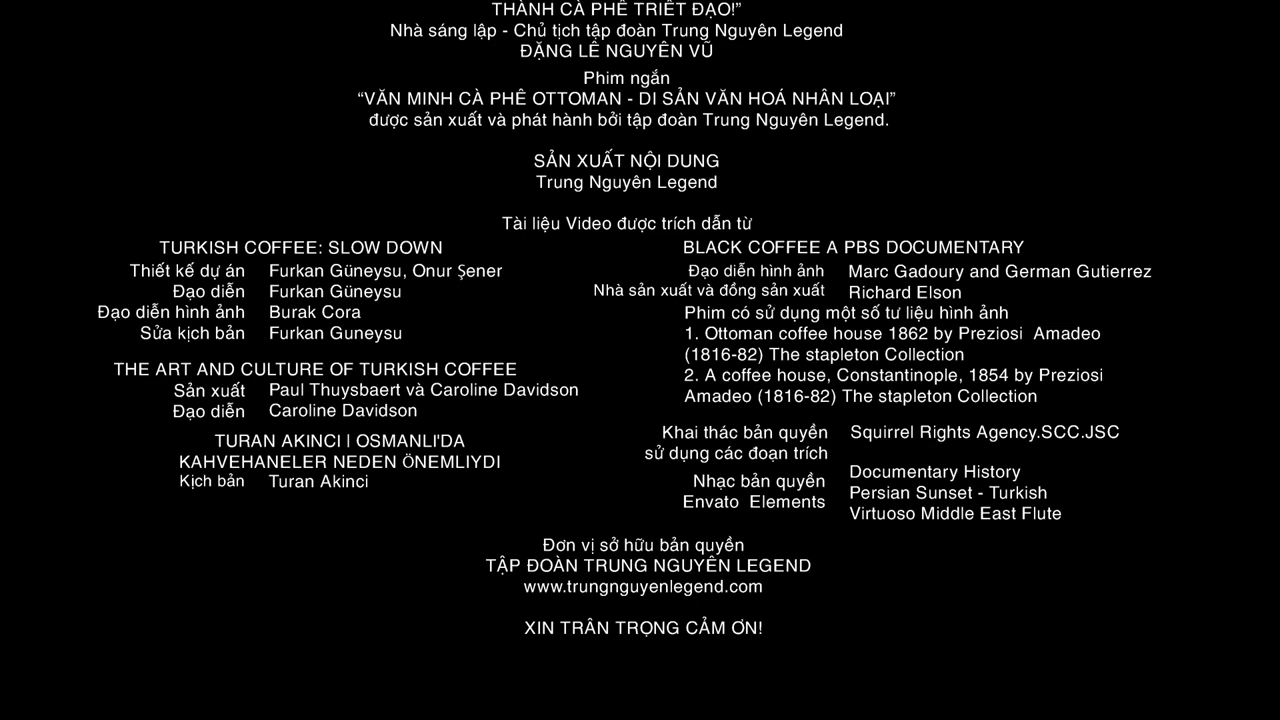 THÀNH CÀ PHÊ TRIẾT ĐẠO!”
Nhà sáng lập - Chủ tịch tập đoàn Trung Nguyên Legend
ĐẶNG LÊ NGUYÊN VŨ
Phim ngắn
“VĂN MINH CÀ PHÊ OTTOMAN - DI SẢN VĂN HOÁ NHÂN LOẠI”
được sản xuất và phát hành bởi tập đoàn Trung Nguyên Legend.
SẢN XUẤT NỘI DUNG
Trung Nguyên Legend
Tài liệu Video được trích dẫn từ
TURKISH COFFEE: SLOW DOWN
Thiết kế dự án Furkan Güneysu, Onur Şener
Đạo diễn Furkan Güneysu
Đạo diễn hình ảnh Burak Cora
Sửa kịch bản Furkan Guneysu
THE ART AND CULTURE OF TURKISH COFFEE
Sản xuất Paul Thuysbaert và Caroline Davidson
Đạo diễn Caroline Davidson
TURAN AKINCI | OSMANLI'DA
KAHVEHANELER NEDEN ÖNEMLIYDI
Kịch bản Turan Akinci
BLACK COFFEE A PBS DOCUMENTARY
Đạo diễn hình ảnh Marc Gadoury and German Gutierrez
Nhà sản xuất và đồng sản xuất Richard Elson
Phim có sử dụng một số tư liệu hình ảnh
1. Ottoman coffee house 1862 by Preziosi Amadeo
(1816-82) The stapleton Collection
2. A coffee house, Constantinople, 1854 by Preziosi
Amadeo (1816-82) The stapleton Collection
Khai thác bản quyền Squirrel Rights Agency.SCC.JSC
sử dụng các đoạn trích
Nhạc bản quyền
Envato Elements
Documentary History
Persian Sunset - Turkish
Virtuoso Middle East Flute
Đơn vị sở hữu bản quyền
TẬP ĐOÀN TRUNG NGUYÊN LEGEND
www.trungnguyenlegend.com
XIN TRÂN TRỌNG CẢM ƠN!